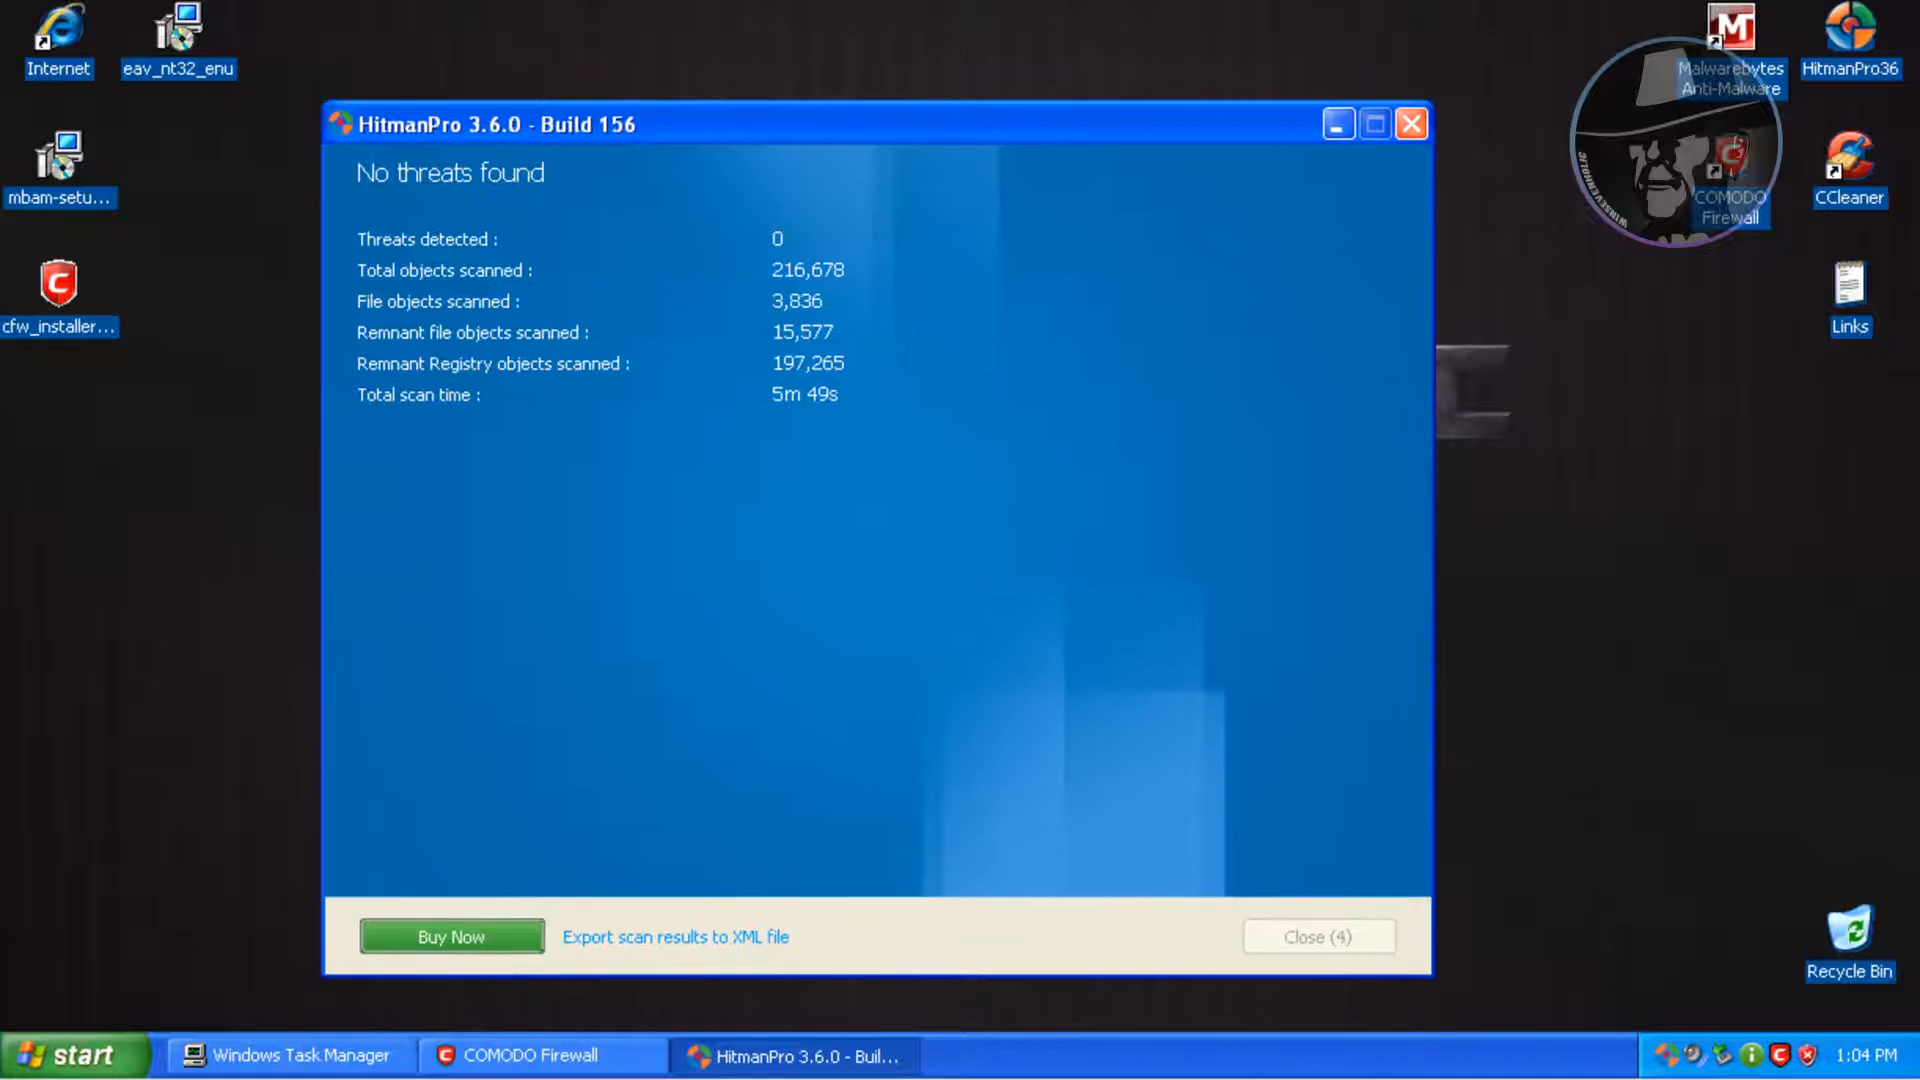 Internet
eav_nt32_enu
Malwarebytes
Anti-Malware
HitmanPro36
HitmanPro 3.6.0 - Build 156
No threats found
mbam-setu...
COMODO
Firewall
CCleaner
WINSEVENHOLIC
Threats detected : 0
Total objects scanned : 216,678
File objects scanned : 3,836
Remnant file objects scanned : 15,577
Remnant Registry objects scanned : 197,265
Total scan time : 5m 49s
cfw_installer...
Links
Buy Now
Export scan results to XML file
Close (4)
Recycle Bin
start
Windows Task Manager
COMODO Firewall
HitmanPro 3.6.0 - Buil...
1:04 PM